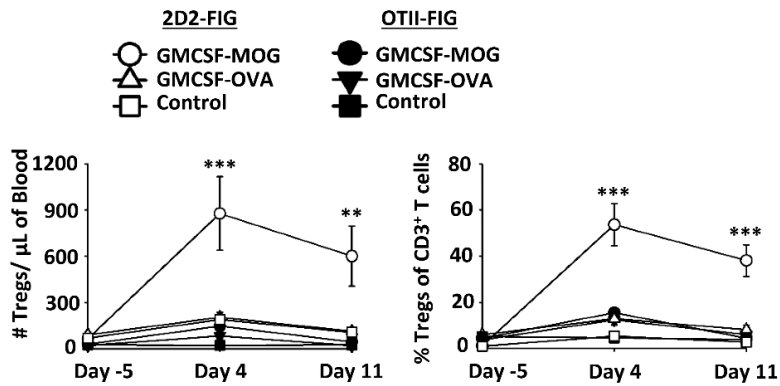 2D2-FIG
OTII-FIG
GMCSF-MOG
GMCSF-OVA
Control
GMCSF-MOG
GMCSF-OVA
Control
# Tregs/ µL of Blood
1200
900
600
300
0
***
**
Day -5 Day 4 Day 11
% Tregs of CD3⁺ T cells
80
60
40
20
0
***
***
Day -5 Day 4 Day 11